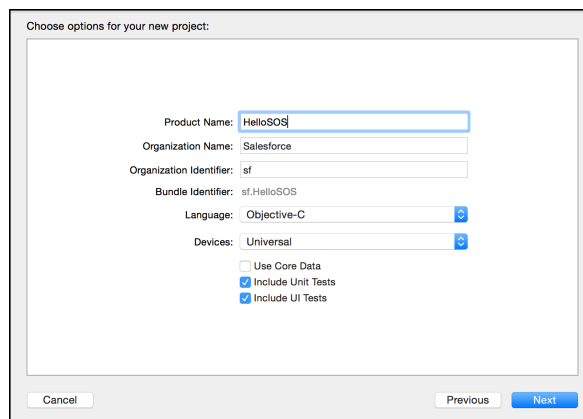 Choose options for your new project:
Product Name: HelloSOS
Organization Name: Salesforce
Organization Identifier: sf
Bundle Identifier: sf.HelloSOS
Language: Objective-C
Devices: Universal
Use Core Data
Include Unit Tests
Include UI Tests
Cancel Previous Next